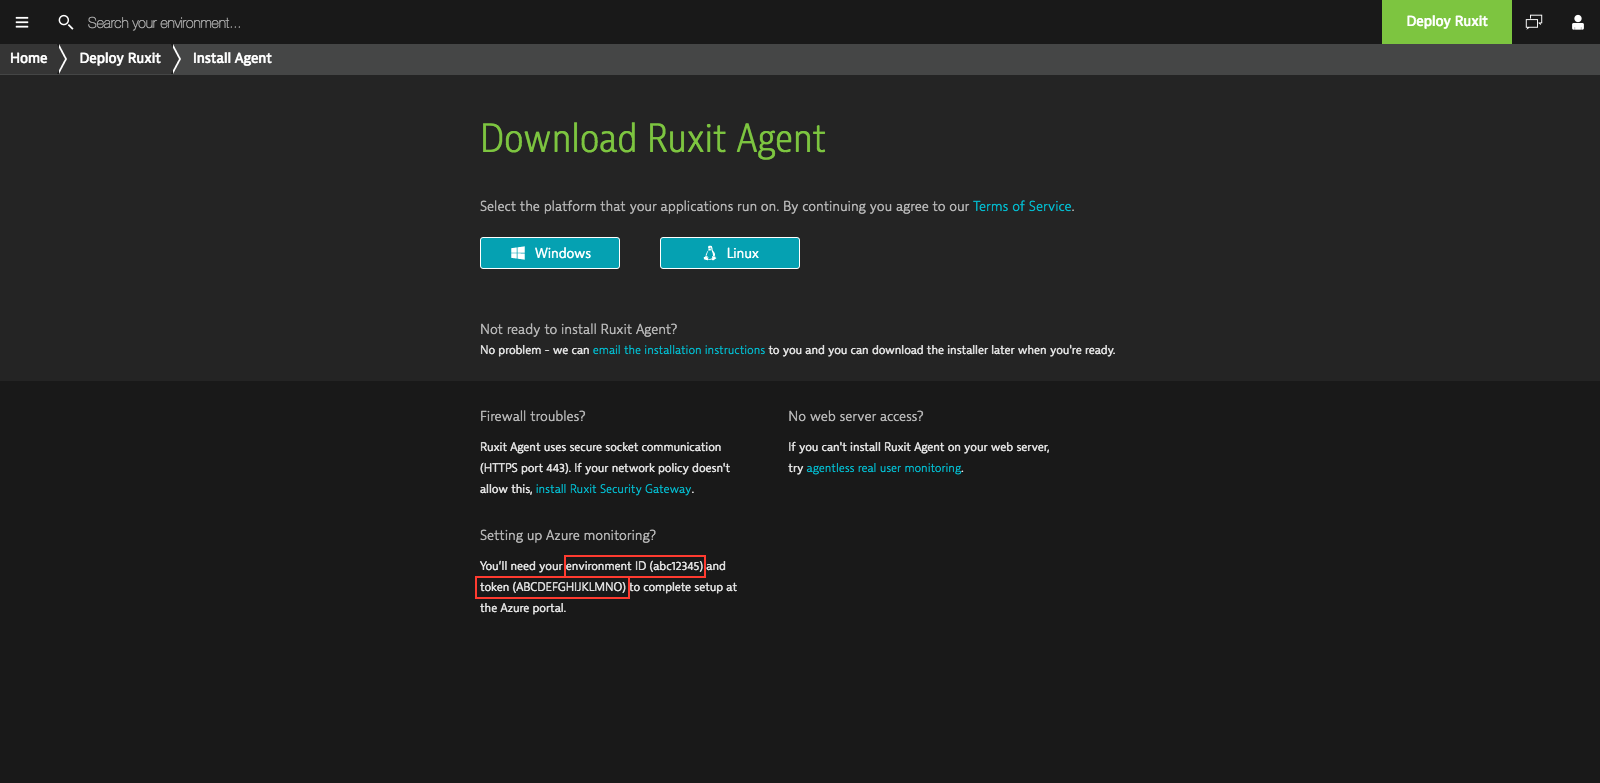 Search your environment...
Deploy Ruxit
Home
Deploy Ruxit
Install Agent
Download Ruxit Agent
Select the platform that your applications run on. By continuing you agree to our Terms of Service.
Windows
Linux
Not ready to install Ruxit Agent?
No problem - we can email the installation instructions to you and you can download the installer later when you're ready.
Firewall troubles?
Ruxit Agent uses secure socket communication
(HTTPS port 443). If your network policy doesn't
allow this, install Ruxit Security Gateway.
No web server access?
If you can't install Ruxit Agent on your web server,
try agentless real user monitoring.
Setting up Azure monitoring?
You'll need your environment ID (abc12345) and
token (ABCDEFGHIJKLMNO) to complete setup at
the Azure portal.